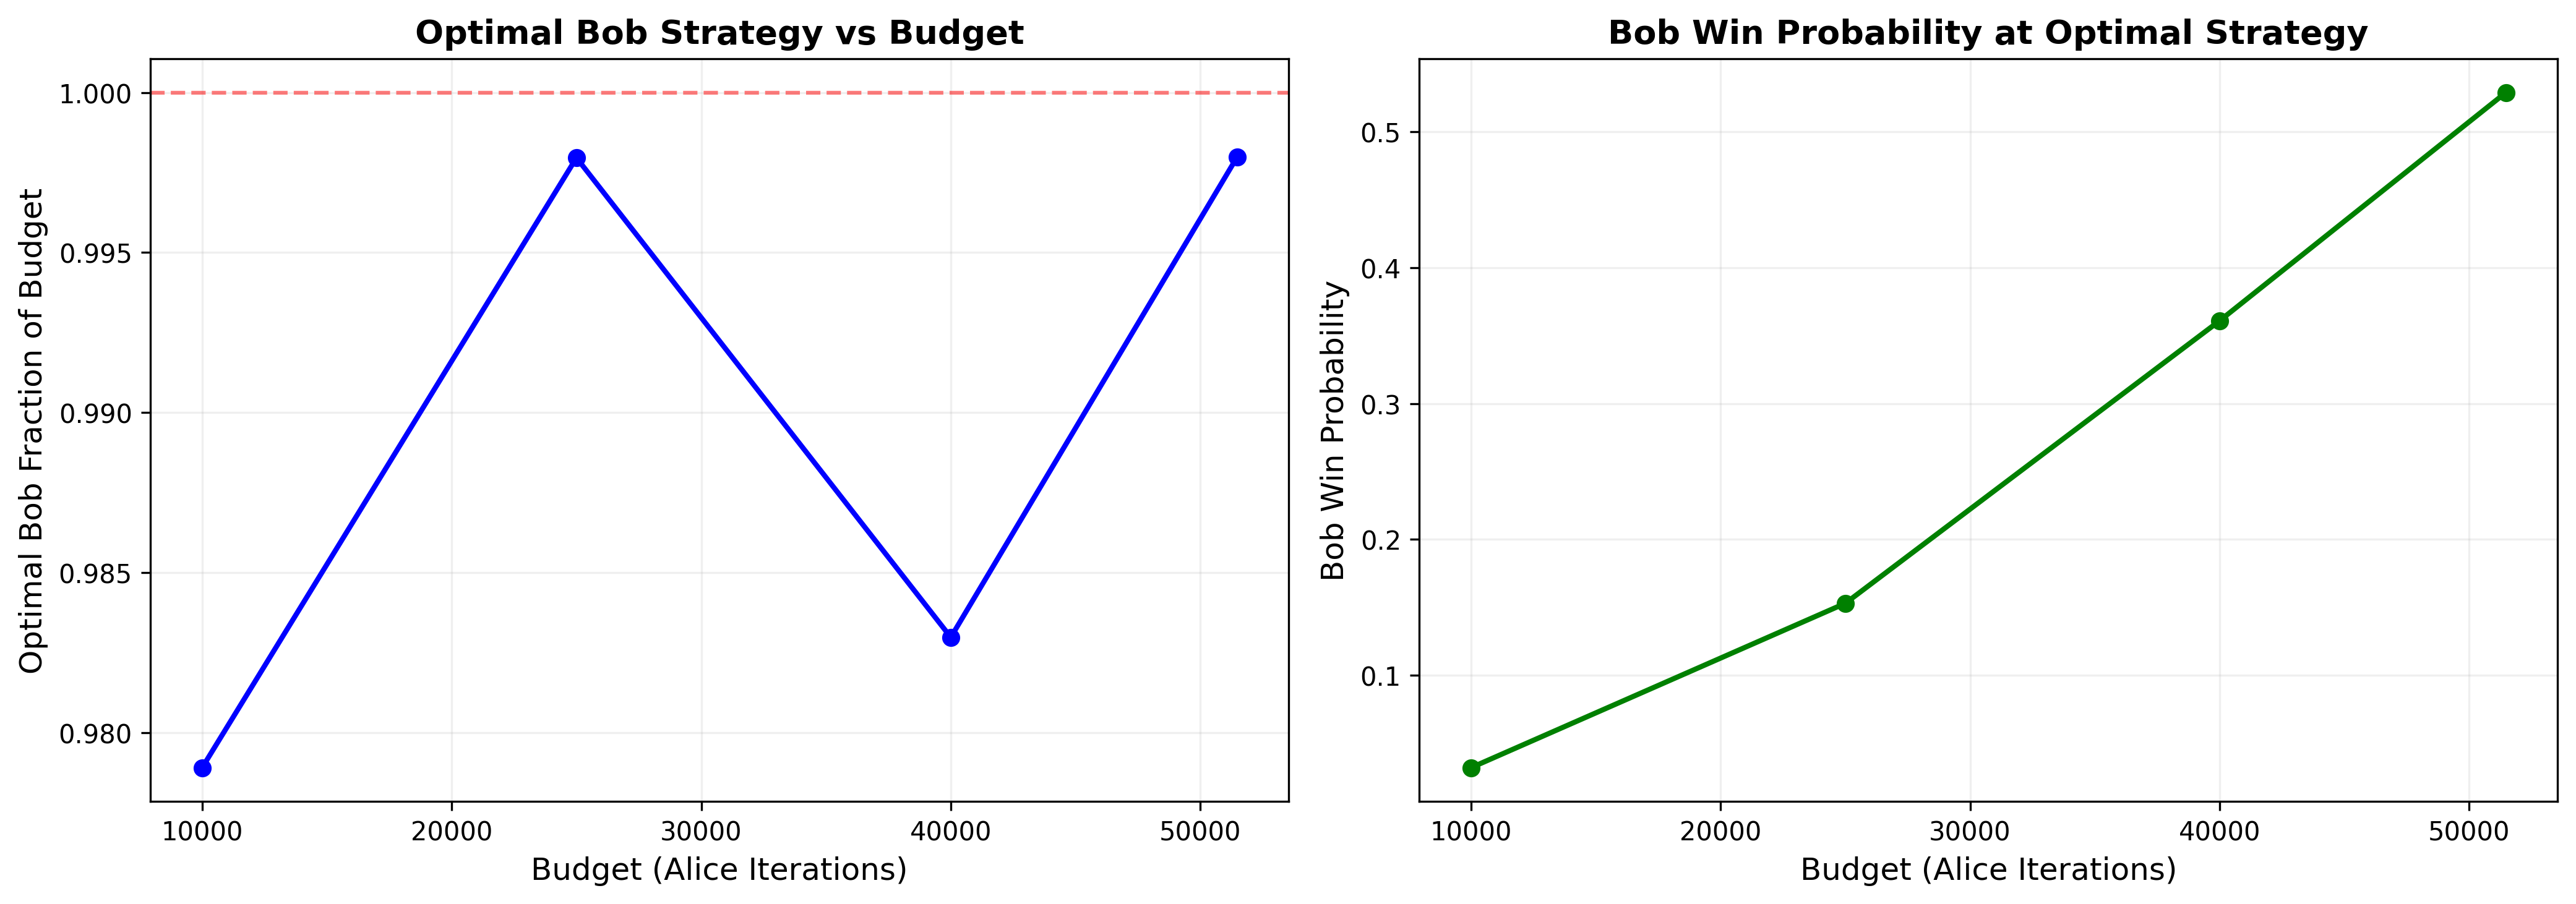 Optimal Bob Strategy vs Budget
Optimal Bob Fraction of Budget
1.000
0.995
0.990
0.985
0.980
10000 20000 30000 40000 50000
Budget (Alice Iterations)
Bob Win Probability at Optimal Strategy
Bob Win Probability
0.5
0.4
0.3
0.2
0.1
10000 20000 30000 40000 50000
Budget (Alice Iterations)